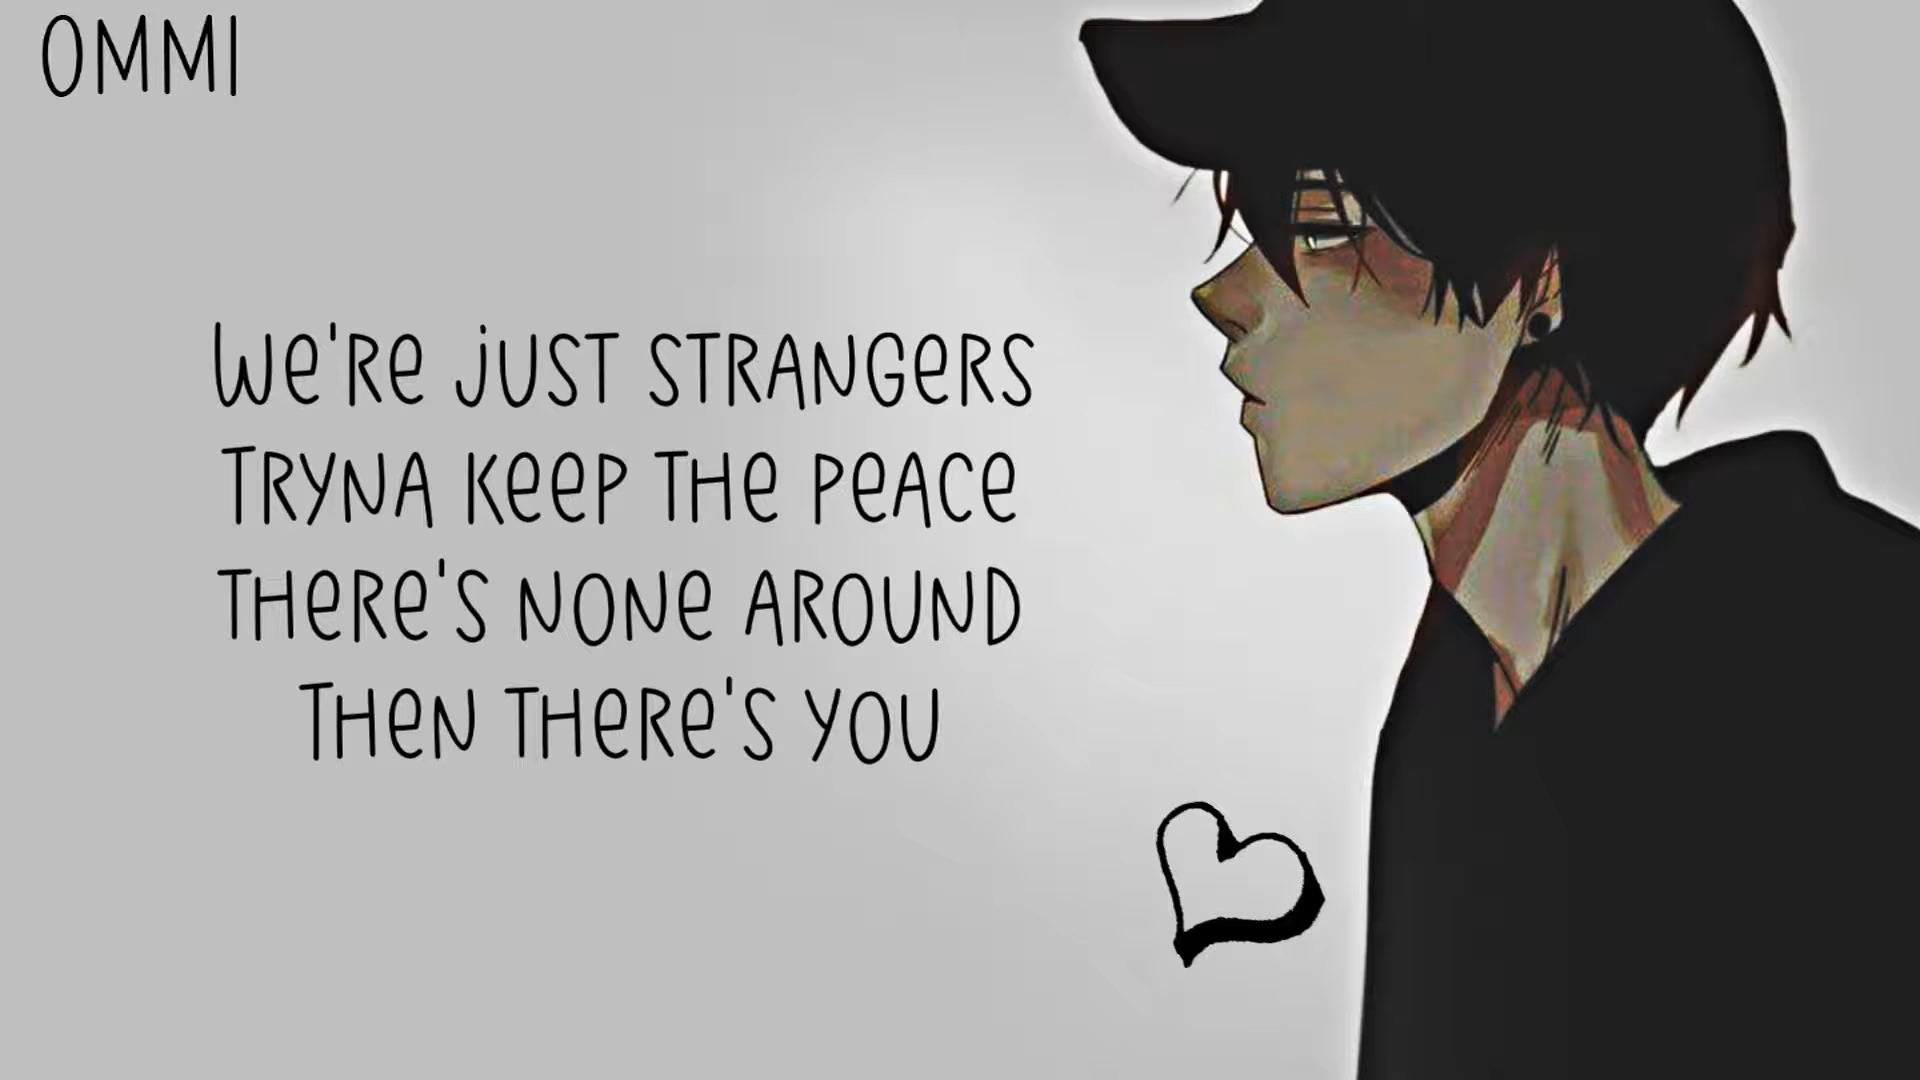 OMMI
We're just strangers
tryna keep the peace
there's none around
then there's you